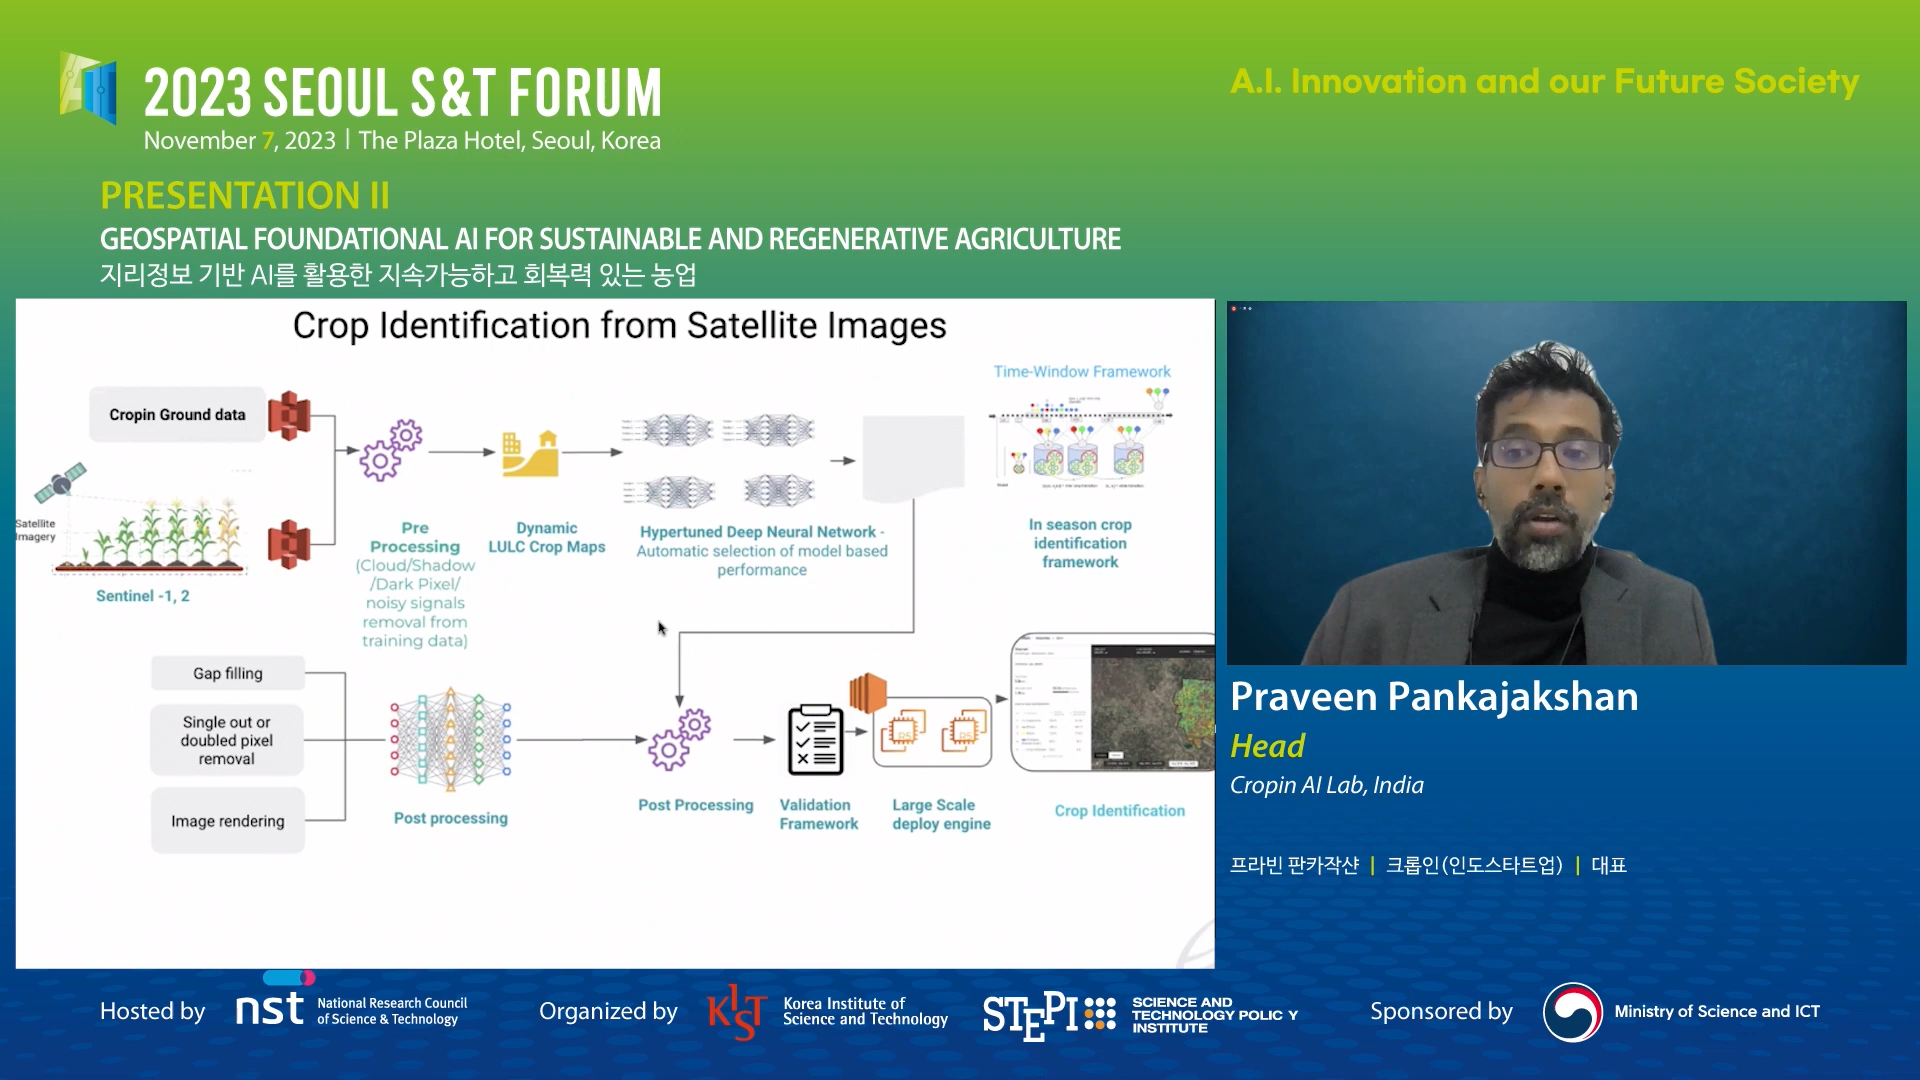 2023 SEOUL S&T FORUM
November 7, 2023 | The Plaza Hotel, Seoul, Korea
A.I. Innovation and our Future Society
PRESENTATION II
GEOSPATIAL FOUNDATIONAL AI FOR SUSTAINABLE AND REGENERATIVE AGRICULTURE
지리정보 기반 AI를 활용한 지속가능하고 회복력 있는 농업
Crop Identification from Satellite Images
Cropin Ground data
Satellite
Imagery
Sentinel -1, 2
Pre
Processing
(Cloud/Shadow
/Dark Pixel/
noisy signals
removal from
training data)
Dynamic
LULC Crop Maps
Hypertuned Deep Neural Network -
Automatic selection of model based
performance
Time-Window Framework
In season crop
identification
framework
Gap filling
Single out or
doubled pixel
removal
Image rendering
Post processing
Post Processing
Validation
Framework
Large Scale
deploy engine
Crop Identification
Praveen Pankajakshan
Head
Cropin AI Lab, India
프라빈 판카작샨 | 크롭인(인도스타트업) | 대표
Hosted by
nst
National Research Council
of Science & Technology
Organized by
KIST
Korea Institute of
Science and Technology
STEPI
SCIENCE AND
TECHNOLOGY POLICY
INSTITUTE
Sponsored by
Ministry of Science and ICT